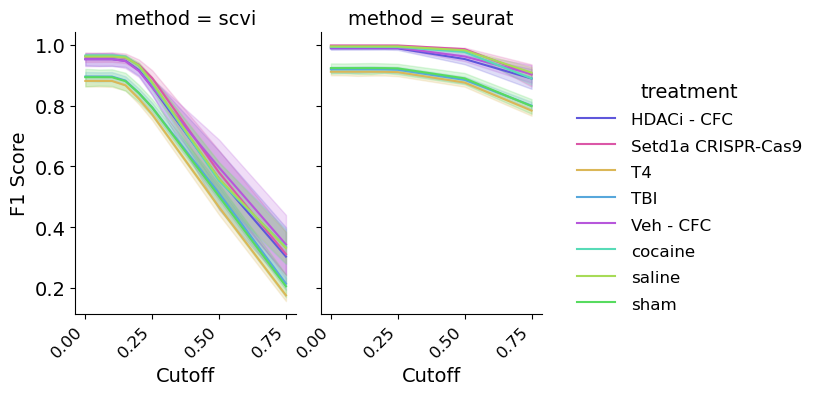 method = scvi
method = seurat
1.0
0.8
0.6
0.4
0.2
F1 Score
0.00
0.25
0.50
0.75
Cutoff
0.00
0.25
0.50
0.75
Cutoff
treatment
HDACi - CFC
Setd1a CRISPR-Cas9
T4
TBI
Veh - CFC
cocaine
saline
sham